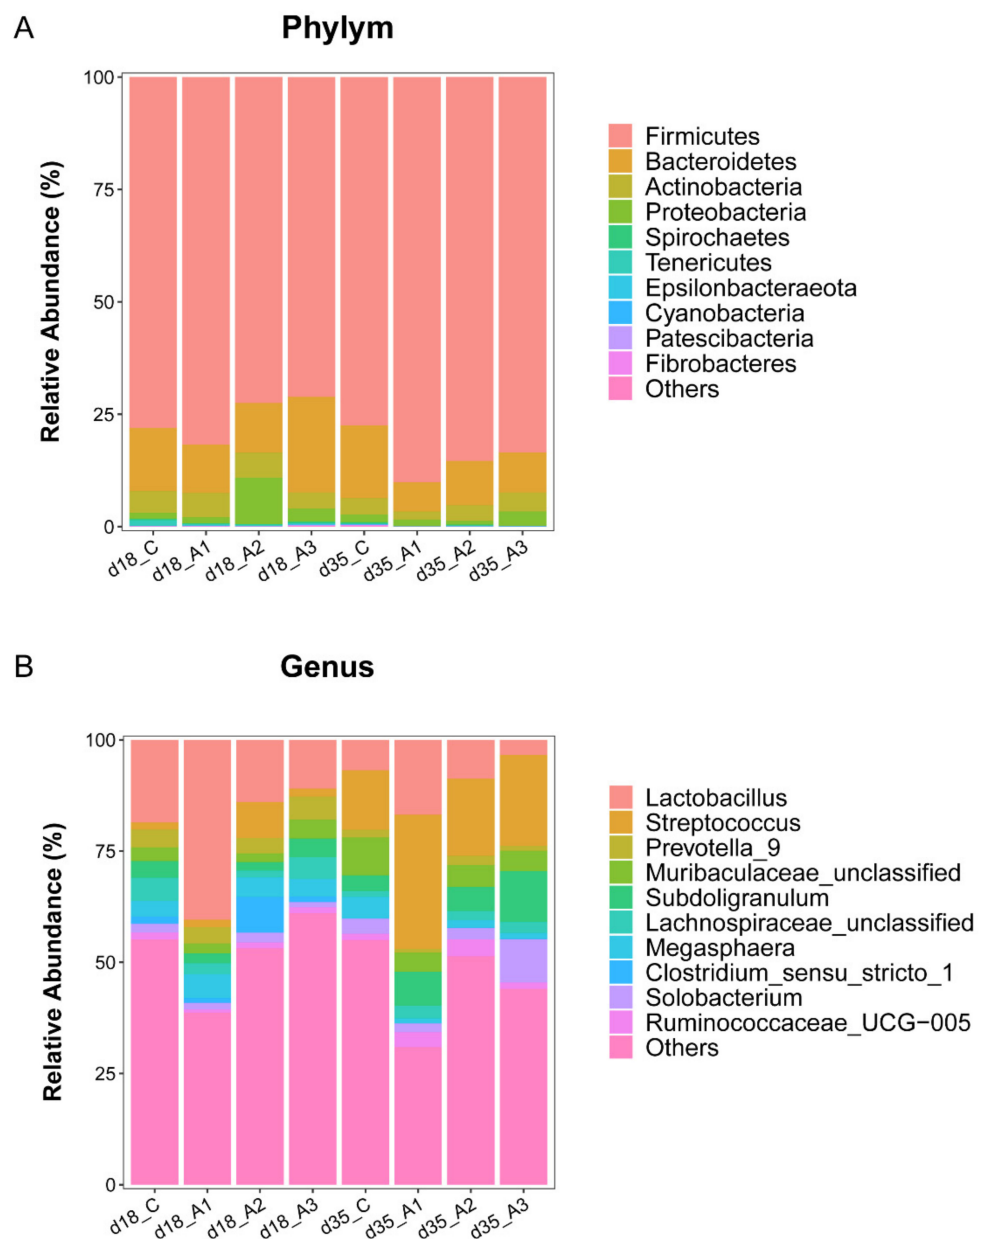 A
Phylym
Relative Abundance (%)
100
75
50
25
0
d18_C
d18_A1
d18_A2
d18_A3
d35_C
d35_A1
d35_A2
d35_A3
Firmicutes
Bacteroidetes
Actinobacteria
Proteobacteria
Spirochaetes
Tenericutes
Epsilonbacteraeota
Cyanobacteria
Patescibacteria
Fibrobacteres
Others
B
Genus
Relative Abundance (%)
100
75
50
25
0
d18_C
d18_A1
d18_A2
d18_A3
d35_C
d35_A1
d35_A2
d35_A3
Lactobacillus
Streptococcus
Prevotella_9
Muribaculaceae_unclassified
Subdoligranulum
Lachnospiraceae_unclassified
Megasphaera
Clostridium_sensu_stricto_1
Solobacterium
Ruminococcaceae_UCG−005
Others